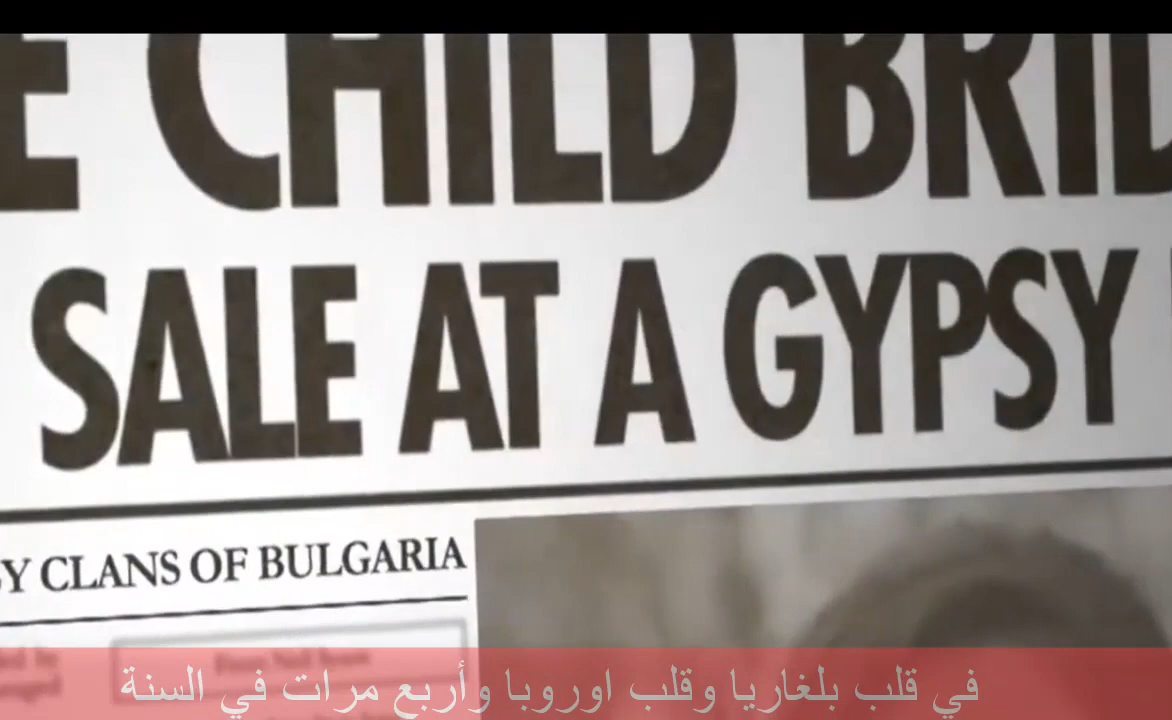 E CHILD BRID
SALE AT A GYPSY
Y CLANS OF BULGARIA
في قلب بلغاريا وقلب اوروبا وأربع مرات في السنة